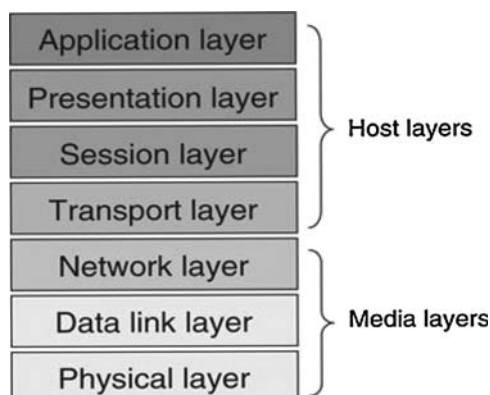 Application layer
Presentation layer
Session layer
Transport layer
Host layers
Network layer
Data link layer
Physical layer
Media layers